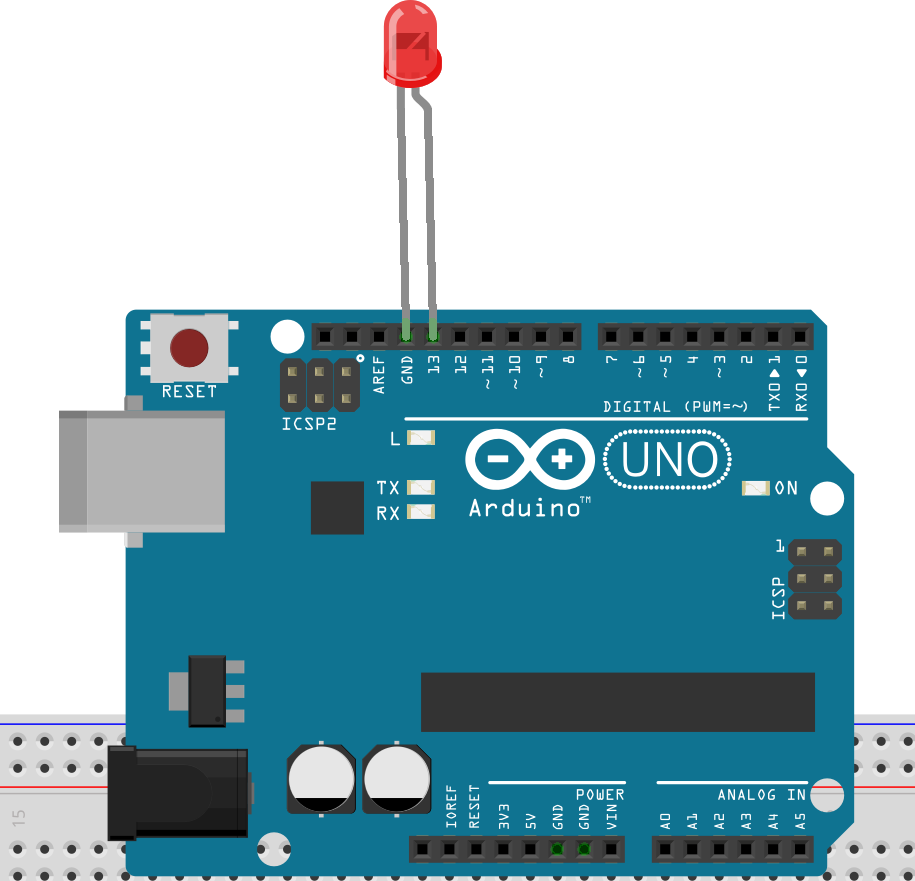 RESET
ICSP2
AREF
GND
13
12
~11
~10
~9
8
7
~6
~5
4
~3
2
TX0▶1
RX0◀0
DIGITAL (PWM=~)
L
TX
RX
Arduino™
UNO
ON
1
ICSP
IOREF
RESET
3V3
5V
GND
GND
VIN
POWER
A0
A1
A2
A3
A4
A5
ANALOG IN
15